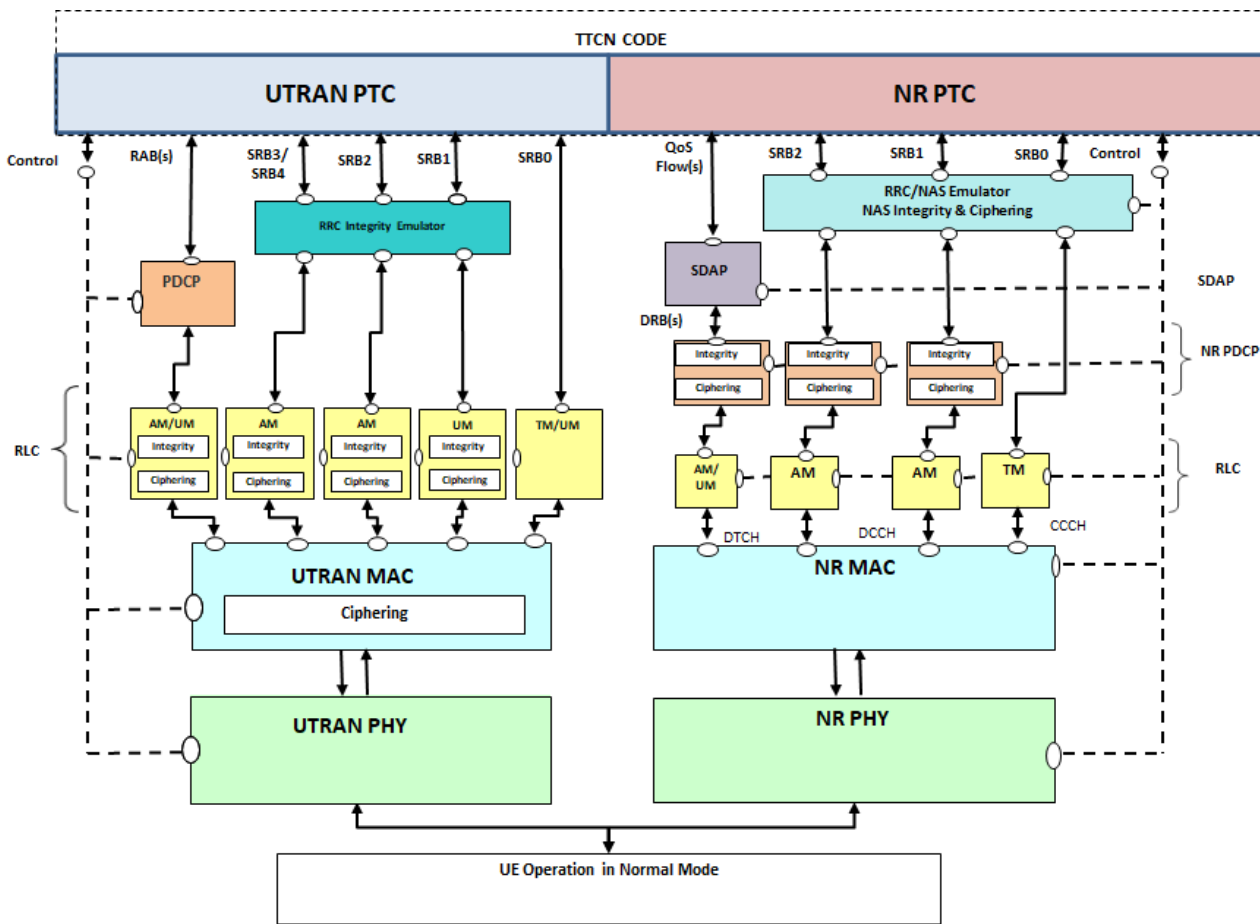 TTCN CODE
UTRAN PTC
NR PTC
Control
RAB(s)
SRB3/
SRB4
SRB2
SRB1
SRB0
QoS
Flow(s)
SRB2
SRB1
SRB0
Control
RRC Integrity Emulator
RRC/NAS Emulator
NAS Integrity & Ciphering
PDCP
SDAP
SDAP
DRB(s)
Integrity
Ciphering
Integrity
Ciphering
Integrity
Ciphering
NR PDCP
RLC
AM/UM
Integrity
Ciphering
AM
Integrity
Ciphering
AM
Integrity
Ciphering
UM
Integrity
Ciphering
TM/UM
AM/
UM
AM
AM
TM
RLC
DTCH
DCCH
CCCH
UTRAN MAC
Ciphering
NR MAC
UTRAN PHY
NR PHY
UE Operation in Normal Mode